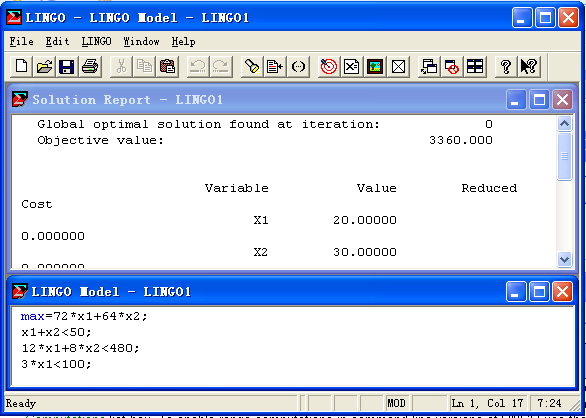 LINGO - LINGO Model - LINGO1
File Edit LINGO Window Help
Solution Report - LINGO1
Global optimal solution found at iteration: 0
Objective value: 3360.000
Variable Value Reduced
Cost
X1 20.00000
0.000000
X2 30.00000
0.000000
LINGO Model - LINGO1
max=72*x1+64*x2;
x1+x2<50;
12*x1+8*x2<480;
3*x1<100;
Ready MOD Ln 1, Col 17 7:24